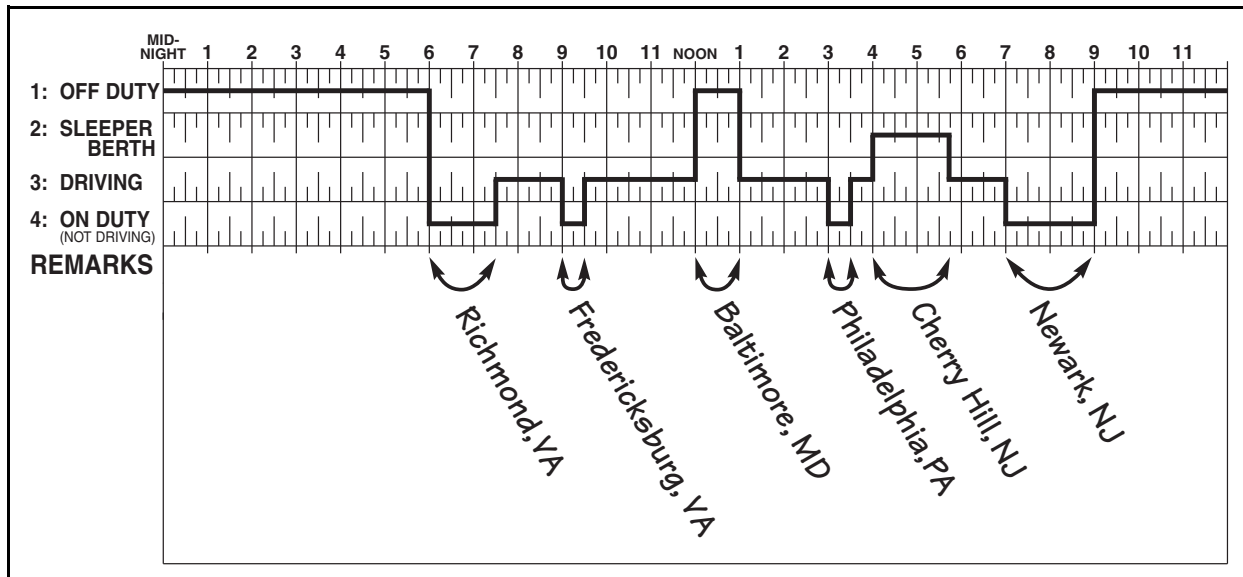 MID-
NIGHT 1 2 3 4 5 6 7 8 9 10 11 NOON 1 2 3 4 5 6 7 8 9 10 11
1: OFF DUTY
2: SLEEPER
BERTH
3: DRIVING
4: ON DUTY
(NOT DRIVING)
REMARKS
Richmond, VA
Fredericksburg, VA
Baltimore, MD
Philadelphia, PA
Cherry Hill, NJ
Newark, NJ